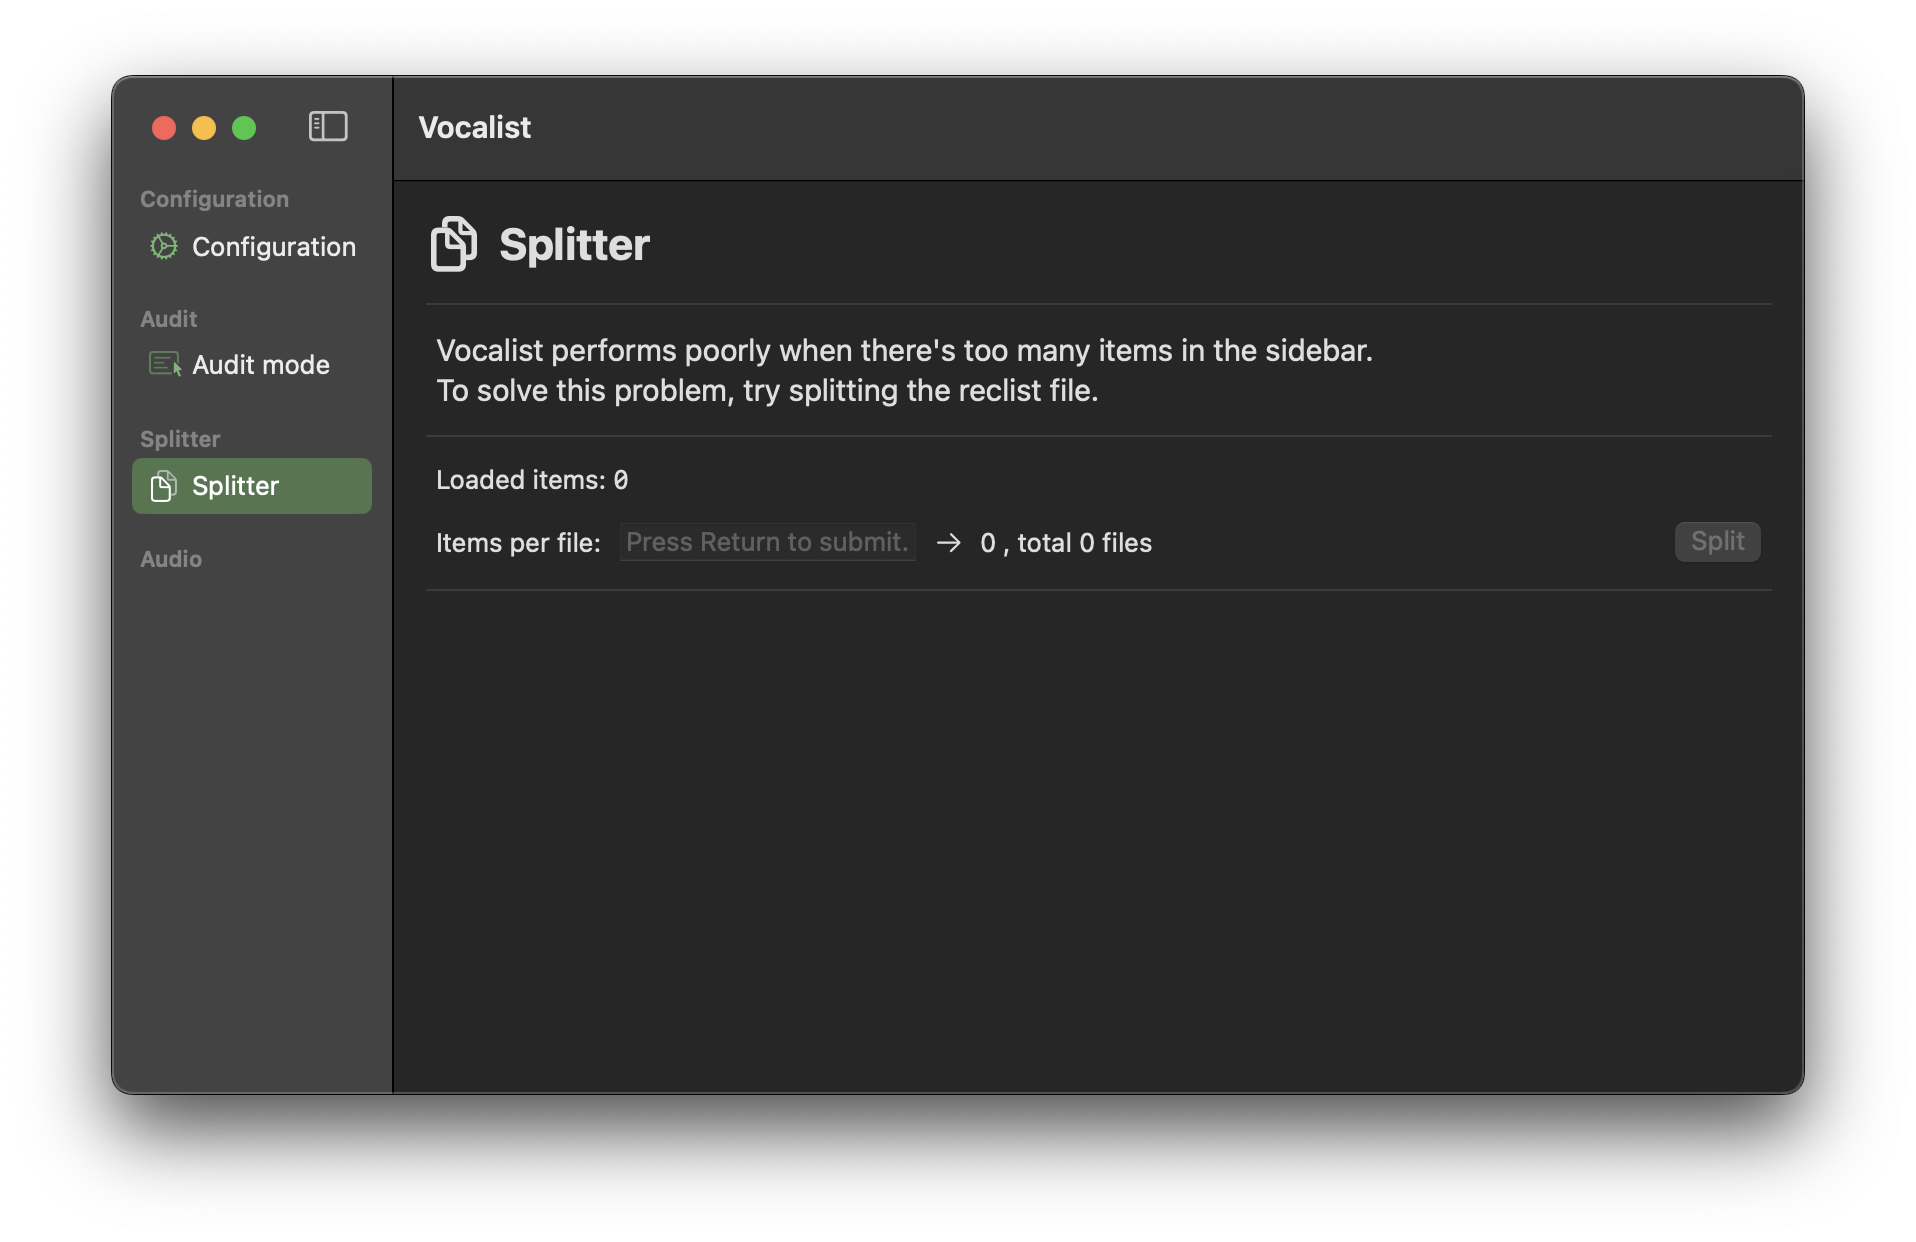 Vocalist
Configuration
Configuration
Audit
Audit mode
Splitter
Splitter
Audio
Splitter
Vocalist performs poorly when there's too many items in the sidebar.
To solve this problem, try splitting the reclist file.
Loaded items: 0
Items per file: Press Return to submit. → 0 , total 0 files Split